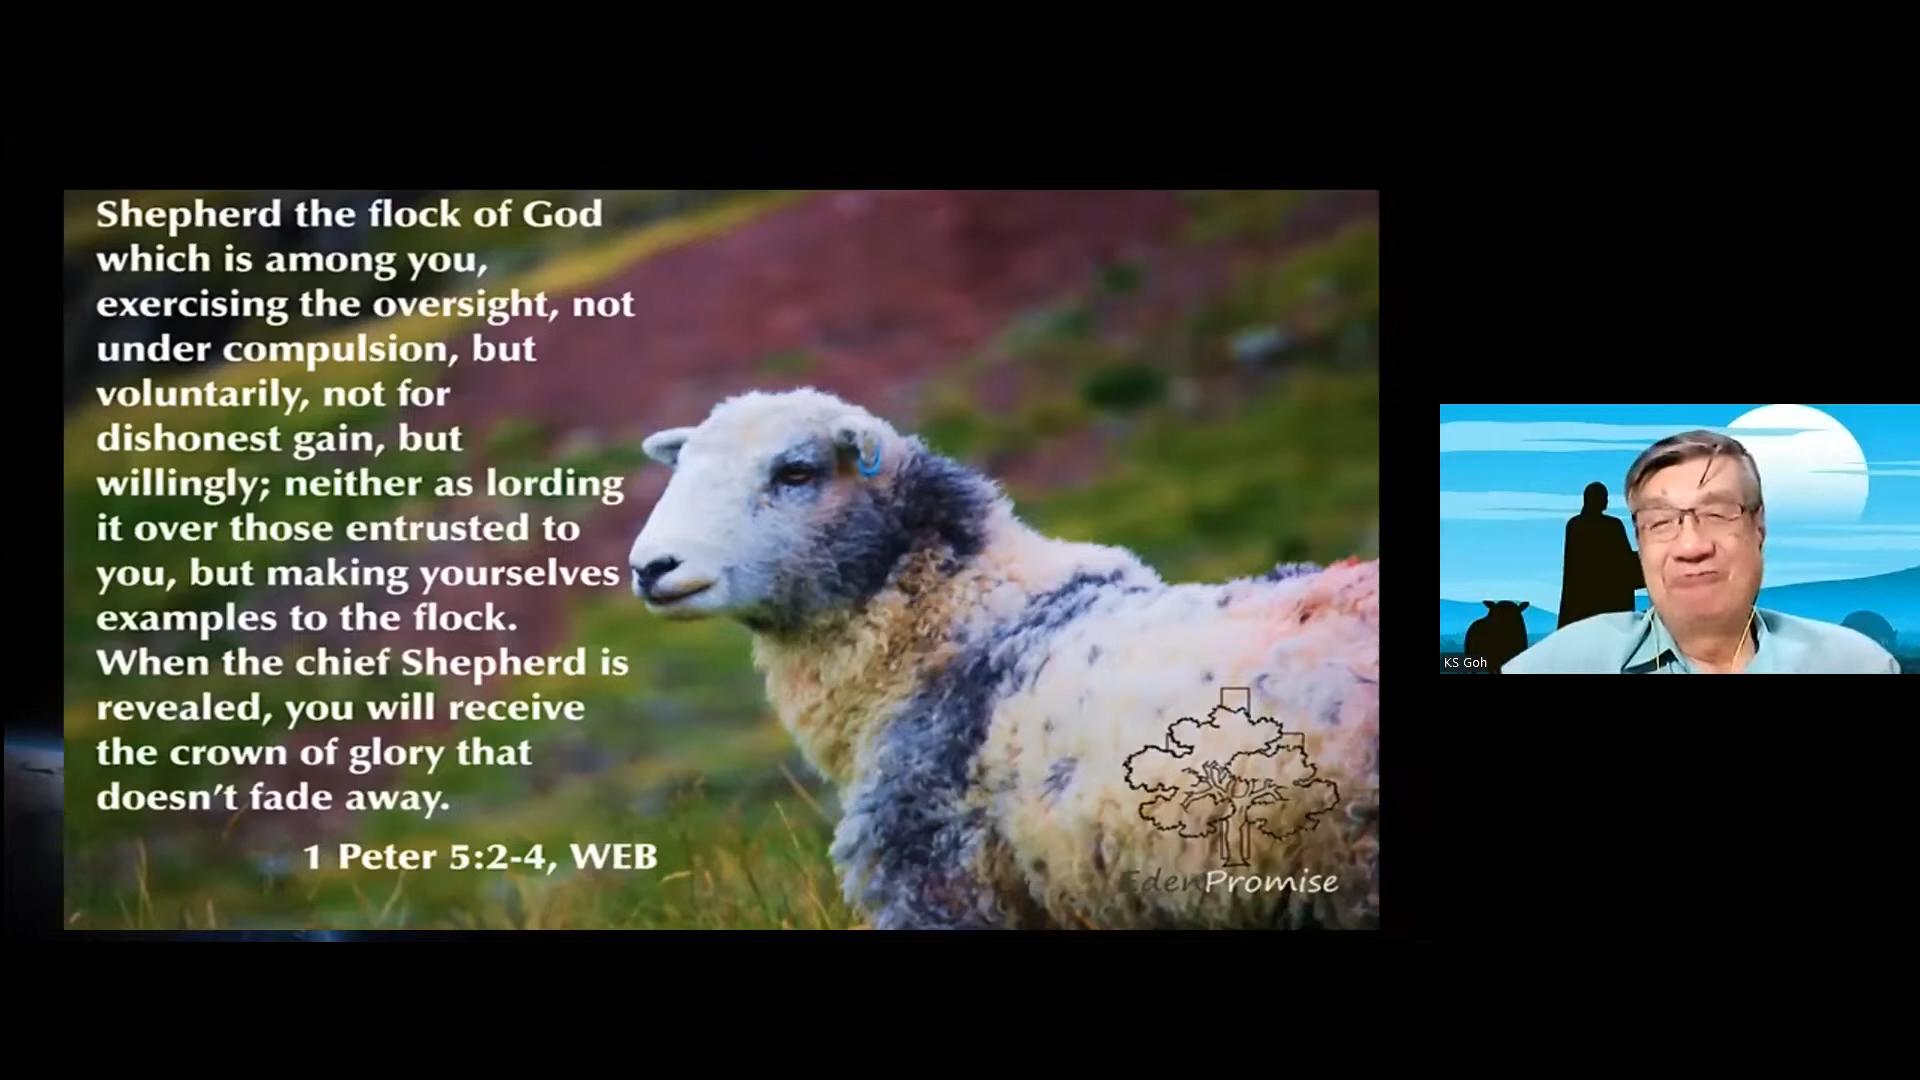 Shepherd the flock of God
which is among you,
exercising the oversight, not
under compulsion, but
voluntarily, not for
dishonest gain, but
willingly; neither as lording
it over those entrusted to
you, but making yourselves
examples to the flock.
When the chief Shepherd is
revealed, you will receive
the crown of glory that
doesn't fade away.
1 Peter 5:2-4, WEB
EdenPromise
KS Goh